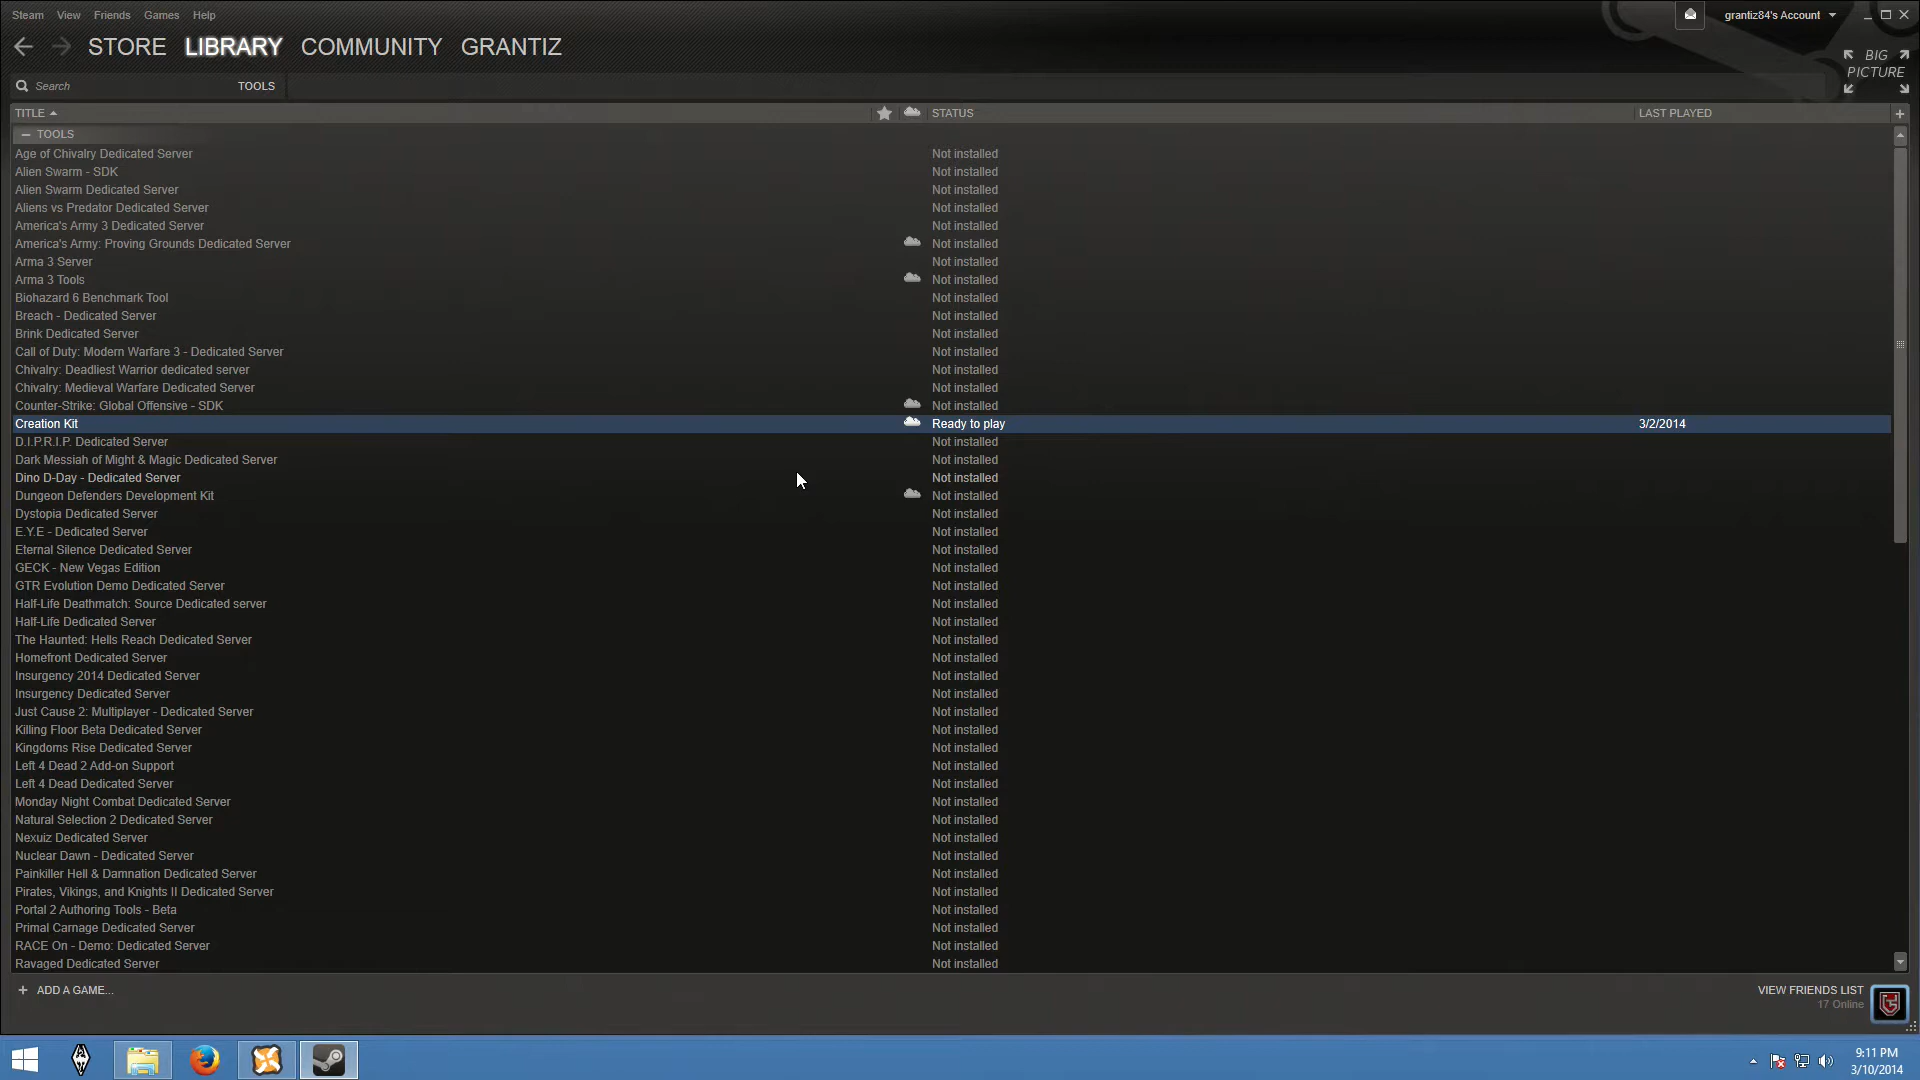 Steam View Friends Games Help
grantiz84's Account
STORE LIBRARY COMMUNITY GRANTIZ
BIG PICTURE
Search TOOLS
TITLE STATUS LAST PLAYED
TOOLS
Age of Chivalry Dedicated Server Not installed
Alien Swarm - SDK Not installed
Alien Swarm Dedicated Server Not installed
Aliens vs Predator Dedicated Server Not installed
America's Army 3 Dedicated Server Not installed
America's Army: Proving Grounds Dedicated Server Not installed
Arma 3 Server Not installed
Arma 3 Tools Not installed
Biohazard 6 Benchmark Tool Not installed
Breach - Dedicated Server Not installed
Brink Dedicated Server Not installed
Call of Duty: Modern Warfare 3 - Dedicated Server Not installed
Chivalry: Deadliest Warrior dedicated server Not installed
Chivalry: Medieval Warfare Dedicated Server Not installed
Counter-Strike: Global Offensive - SDK Not installed
Creation Kit Ready to play 3/2/2014
D.I.P.R.I.P. Dedicated Server Not installed
Dark Messiah of Might & Magic Dedicated Server Not installed
Dino D-Day - Dedicated Server Not installed
Dungeon Defenders Development Kit Not installed
Dystopia Dedicated Server Not installed
E.Y.E - Dedicated Server Not installed
Eternal Silence Dedicated Server Not installed
GECK - New Vegas Edition Not installed
GTR Evolution Demo Dedicated Server Not installed
Half-Life Deathmatch: Source Dedicated server Not installed
Half-Life Dedicated Server Not installed
The Haunted: Hells Reach Dedicated Server Not installed
Homefront Dedicated Server Not installed
Insurgency 2014 Dedicated Server Not installed
Insurgency Dedicated Server Not installed
Just Cause 2: Multiplayer - Dedicated Server Not installed
Killing Floor Beta Dedicated Server Not installed
Kingdoms Rise Dedicated Server Not installed
Left 4 Dead 2 Add-on Support Not installed
Left 4 Dead Dedicated Server Not installed
Monday Night Combat Dedicated Server Not installed
Natural Selection 2 Dedicated Server Not installed
Nexuiz Dedicated Server Not installed
Nuclear Dawn - Dedicated Server Not installed
Painkiller Hell & Damnation Dedicated Server Not installed
Pirates, Vikings, and Knights II Dedicated Server Not installed
Portal 2 Authoring Tools - Beta Not installed
Primal Carnage Dedicated Server Not installed
RACE On - Demo: Dedicated Server Not installed
Ravaged Dedicated Server Not installed
+ ADD A GAME... VIEW FRIENDS LIST
17 Online
9:11 PM
3/10/2014